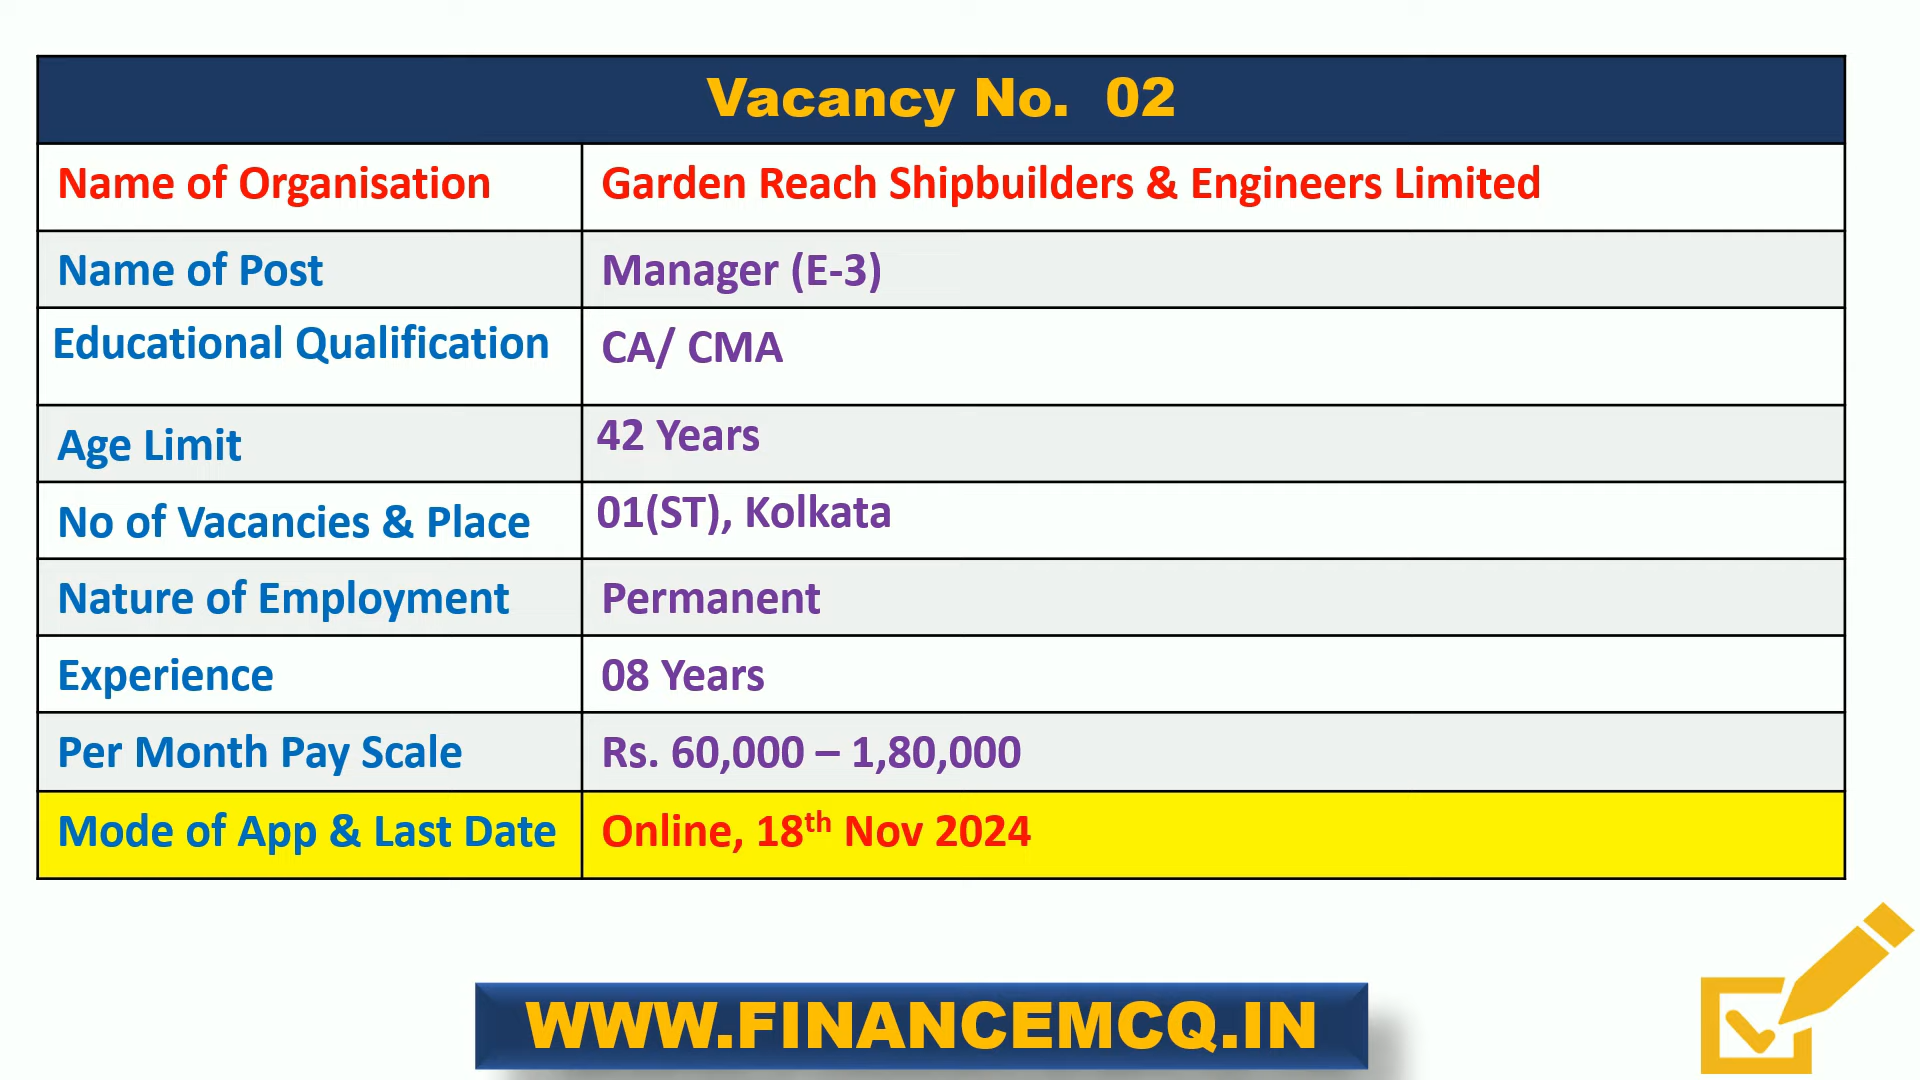 Vacancy No. 02
Name of Organisation Garden Reach Shipbuilders & Engineers Limited
Name of Post Manager (E-3)
Educational Qualification CA/ CMA
Age Limit 42 Years
No of Vacancies & Place 01(ST), Kolkata
Nature of Employment Permanent
Experience 08 Years
Per Month Pay Scale Rs. 60,000 – 1,80,000
Mode of App & Last Date Online, 18th Nov 2024
WWW.FINANCEMCQ.IN